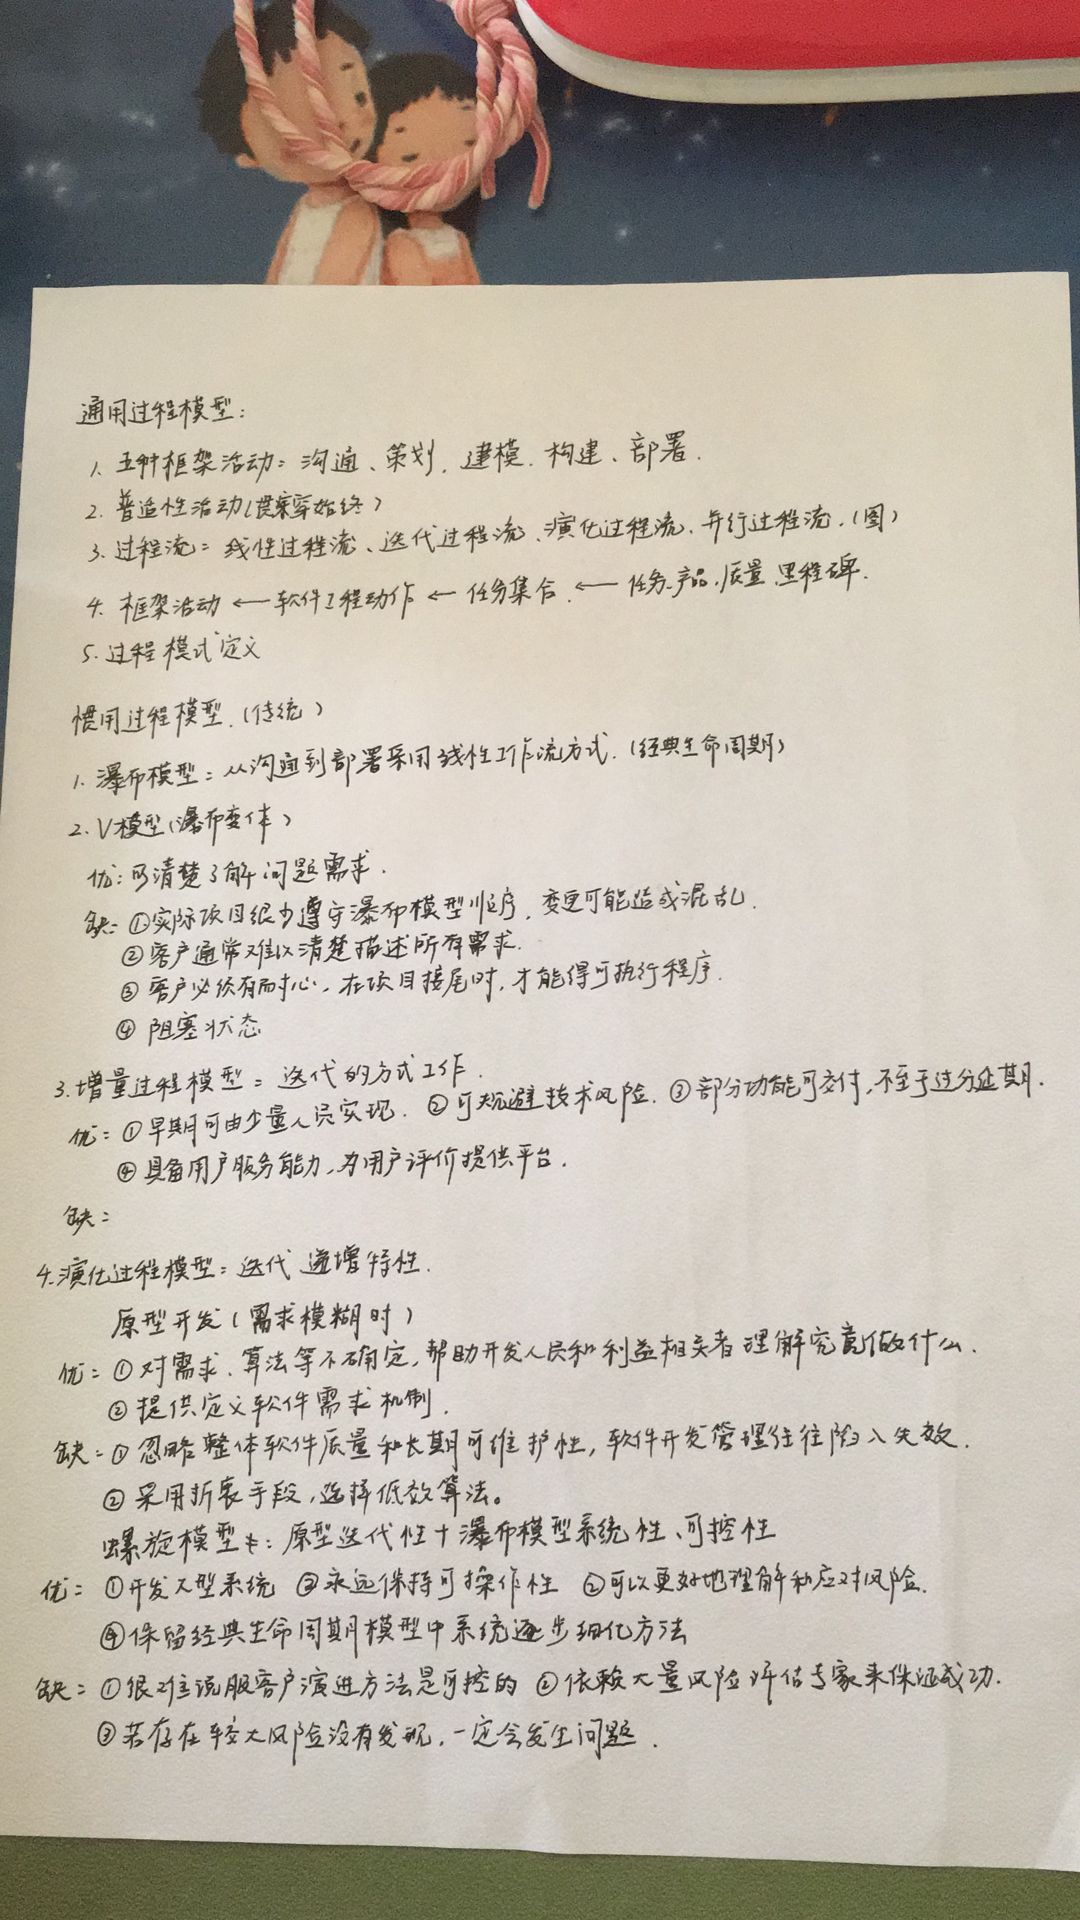 通用过程模型：
1. 五种框架活动：沟通、策划、建模、构建、部署.
2. 普适性活动(贯穿始终)
3. 过程流：线性过程流、迭代过程流、演化过程流、并行过程流.(图)
4. 框架活动 ← 软件工程动作 ← 任务集合. ← 任务.产品.质量.里程碑.
5. 过程模式定义
惯用过程模型.(传统)
1. 瀑布模型：从沟通到部署采用线性工作流方式.(经典生命周期)
2. V模型(瀑布变体)
优：可清楚了解问题需求.
缺：①实际项目很少遵守瀑布模型顺序，变更可能造成混乱.
②客户通常难以清楚描述所有需求.
③客户必须有耐心，在项目接尾时，才能得可执行程序.
④阻塞状态
3. 增量过程模型：迭代的方式工作.
优：①早期可由少量人员实现. ②可规避技术风险. ③部分功能可交付，不至于过分延期.
④具备用户服务能力，为用户评价提供平台.
缺：
4. 演化过程模型：迭代 递增特性.
原型开发(需求模糊时)
优：①对需求、算法等不确定，帮助开发人员和利益相关者理解究竟做什么.
②提供定义软件需求机制.
缺：①忽略整体软件质量和长期可维护性，软件开发管理往往陷入失效.
②采用折衷手段，选择低效算法。
螺旋模型：原型迭代性+瀑布模型系统性、可控性
优：①开发大型系统 ③永远保持可操作性 ②可以更好地理解和应对风险.
④保留经典生命周期模型中系统逐步细化方法
缺：①很难说服客户演进方法是可控的 ②依赖大量风险评估专家来保证成功.
③若存在较大风险没有发现，一定会发生问题.